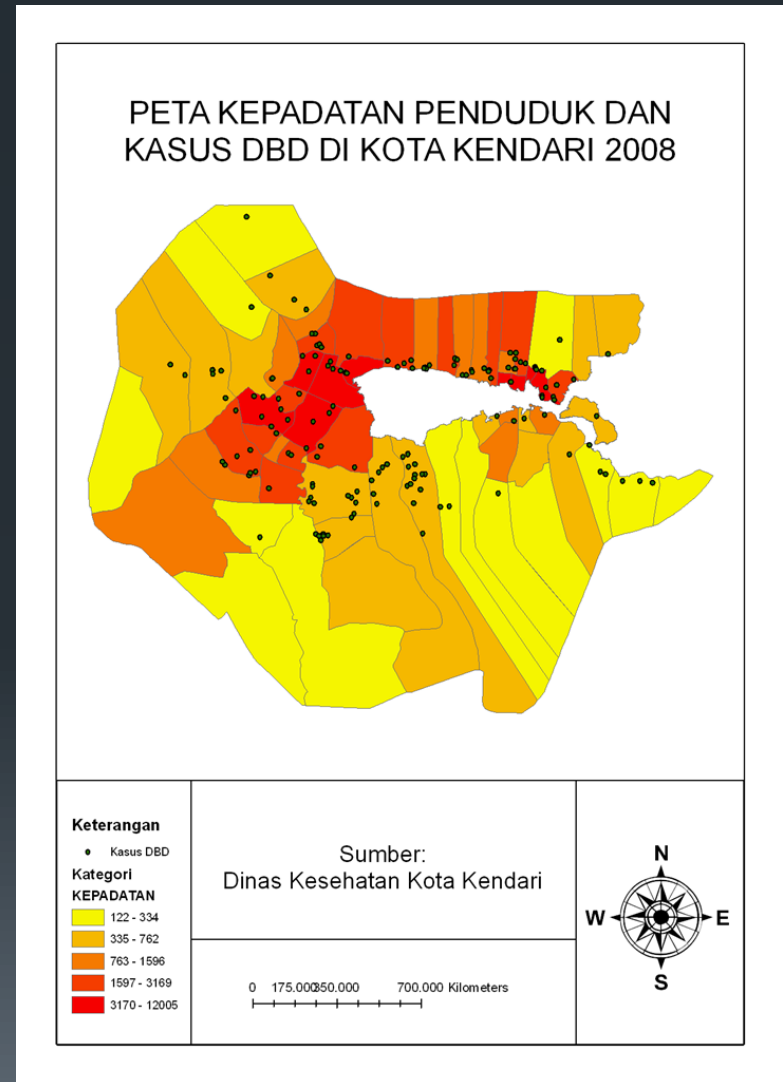 PETA KEPADATAN PENDUDUK DAN
KASUS DBD DI KOTA KENDARI 2008
Keterangan
Kasus DBD
Kategori
KEPADATAN
122 - 334
335 - 762
763 - 1596
1597 - 3169
3170 - 12005
Sumber:
Dinas Kesehatan Kota Kendari
0 175.000350.000 700.000 Kilometers
N
W E
S